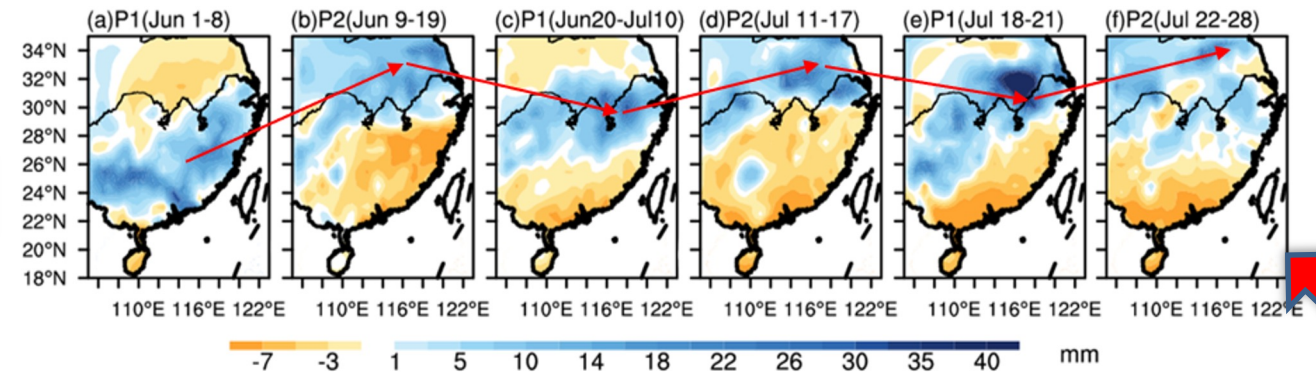 (a)P1(Jun 1-8) (b)P2(Jun 9-19) (c)P1(Jun20-Jul10) (d)P2(Jul 11-17) (e)P1(Jul 18-21) (f)P2(Jul 22-28)
34°N
32°N
30°N
28°N
26°N
24°N
22°N
20°N
18°N
110°E 116°E 122°E 110°E 116°E 122°E 110°E 116°E 122°E 110°E 116°E 122°E 110°E 116°E 122°E 110°E 116°E 122°E
-7 -3 1 5 10 14 18 22 26 30 35 40 mm